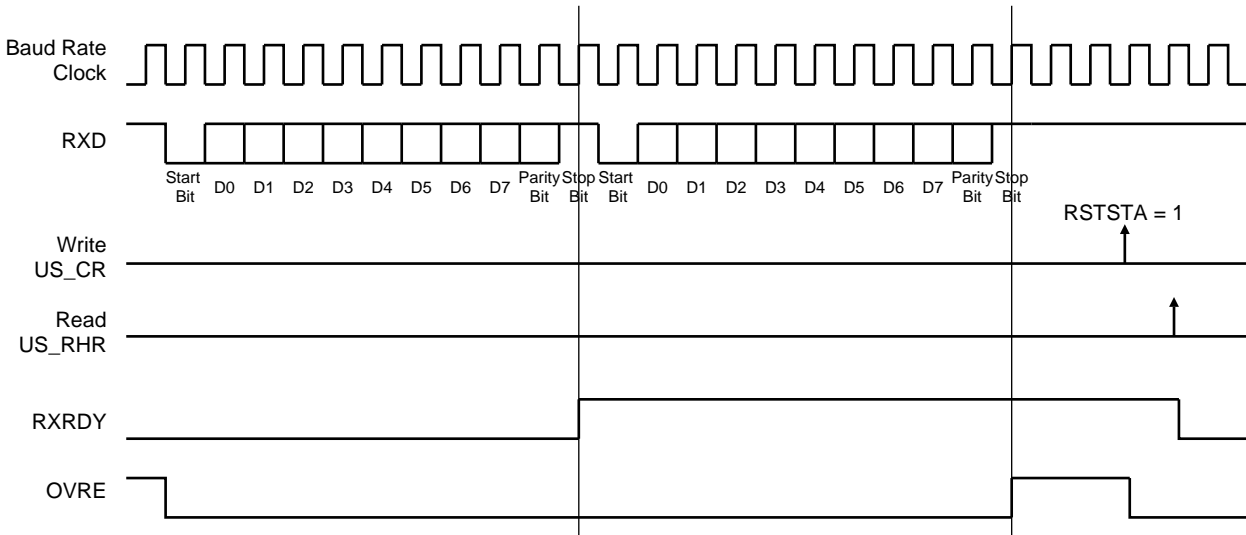 Baud Rate
Clock
RXD
Start
Bit
D0
D1
D2
D3
D4
D5
D6
D7
Parity
Bit
Stop
Bit
Start
Bit
D0
D1
D2
D3
D4
D5
D6
D7
Parity
Bit
Stop
Bit
RSTSTA = 1
Write
US_CR
Read
US_RHR
RXRDY
OVRE